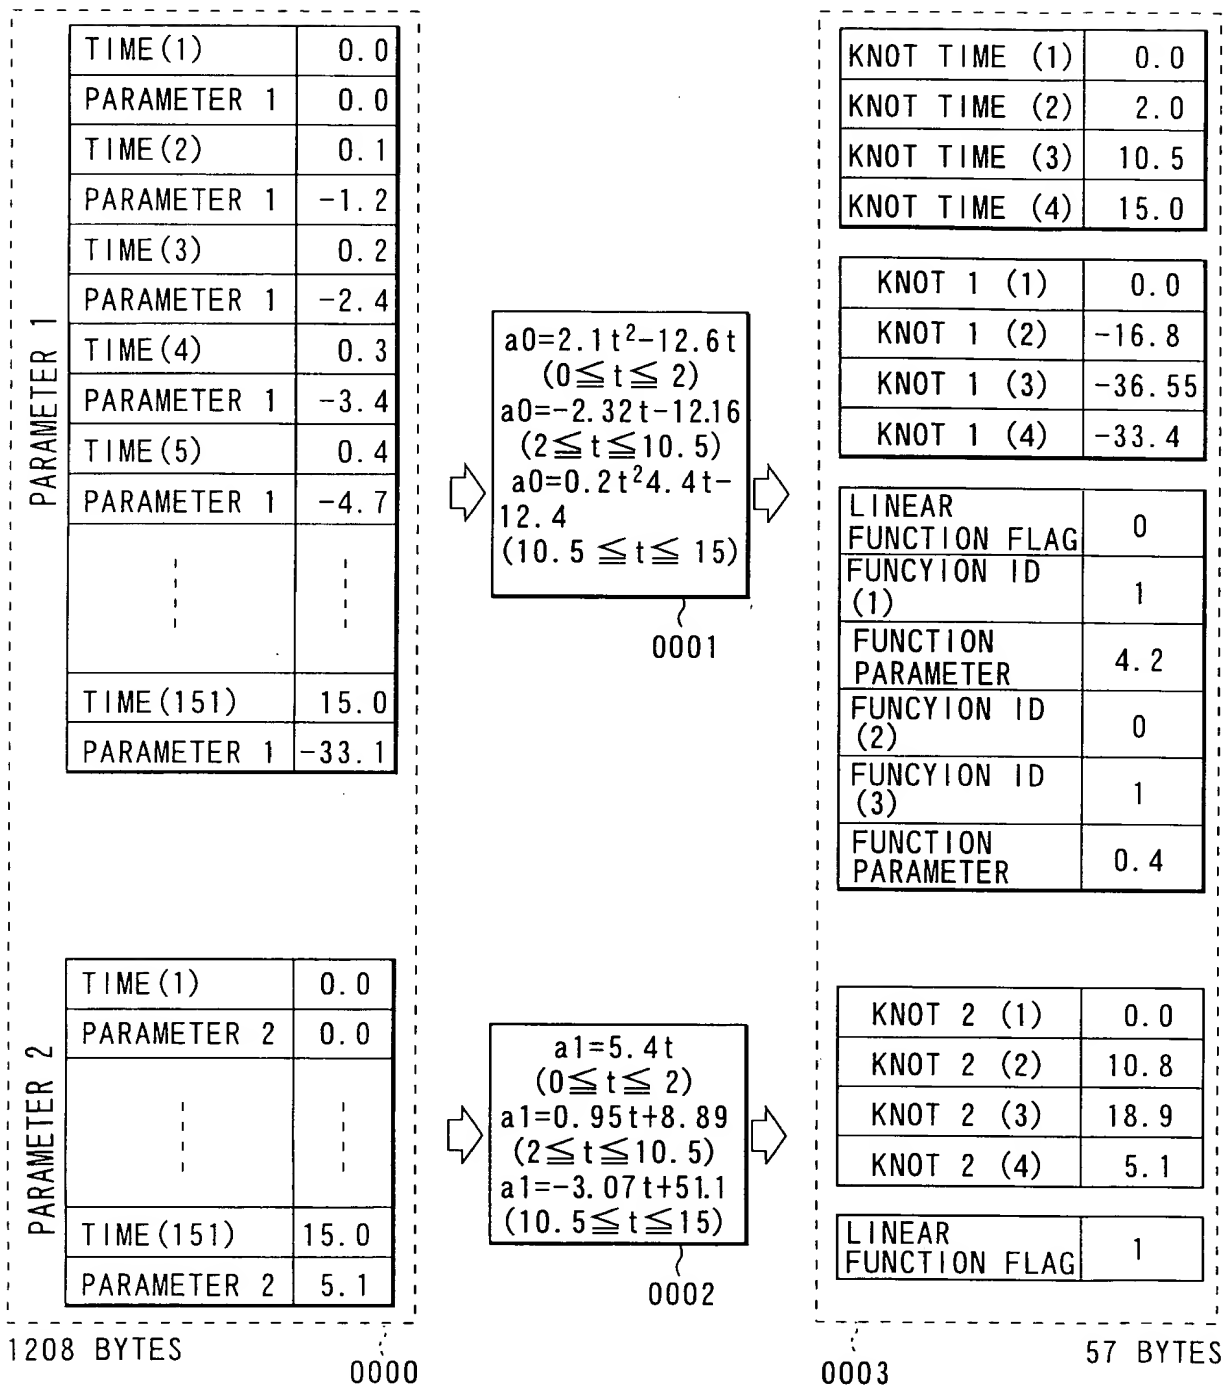 PARAMETER 1
TIME(1) 0.0
PARAMETER 1 0.0
TIME(2) 0.1
PARAMETER 1 -1.2
TIME(3) 0.2
PARAMETER 1 -2.4
TIME(4) 0.3
PARAMETER 1 -3.4
TIME(5) 0.4
PARAMETER 1 -4.7
TIME(151) 15.0
PARAMETER 1 -33.1
PARAMETER 2
TIME(1) 0.0
PARAMETER 2 0.0
TIME(151) 15.0
PARAMETER 2 5.1
1208 BYTES
0000
a0=2.1t²-12.6t
(0≦t≦2)
a0=-2.32t-12.16
(2≦t≦10.5)
a0=0.2t²4.4t-
12.4
(10.5≦t≦15)
0001
a1=5.4t
(0≦t≦2)
a1=0.95t+8.89
(2≦t≦10.5)
a1=-3.07t+51.1
(10.5≦t≦15)
0002
KNOT TIME (1) 0.0
KNOT TIME (2) 2.0
KNOT TIME (3) 10.5
KNOT TIME (4) 15.0
KNOT 1 (1) 0.0
KNOT 1 (2) -16.8
KNOT 1 (3) -36.55
KNOT 1 (4) -33.4
LINEAR
FUNCTION FLAG 0
FUNCYION ID
(1) 1
FUNCTION
PARAMETER 4.2
FUNCYION ID
(2) 0
FUNCYION ID
(3) 1
FUNCTION
PARAMETER 0.4
KNOT 2 (1) 0.0
KNOT 2 (2) 10.8
KNOT 2 (3) 18.9
KNOT 2 (4) 5.1
LINEAR
FUNCTION FLAG 1
0003
57 BYTES